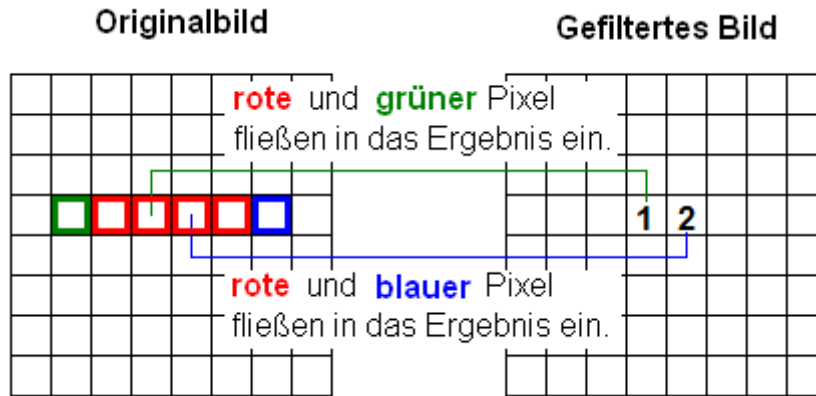 Originalbild
Gefiltertes Bild
rote und grüner Pixel
fließen in das Ergebnis ein.
1 2
rote und blauer Pixel
fließen in das Ergebnis ein.